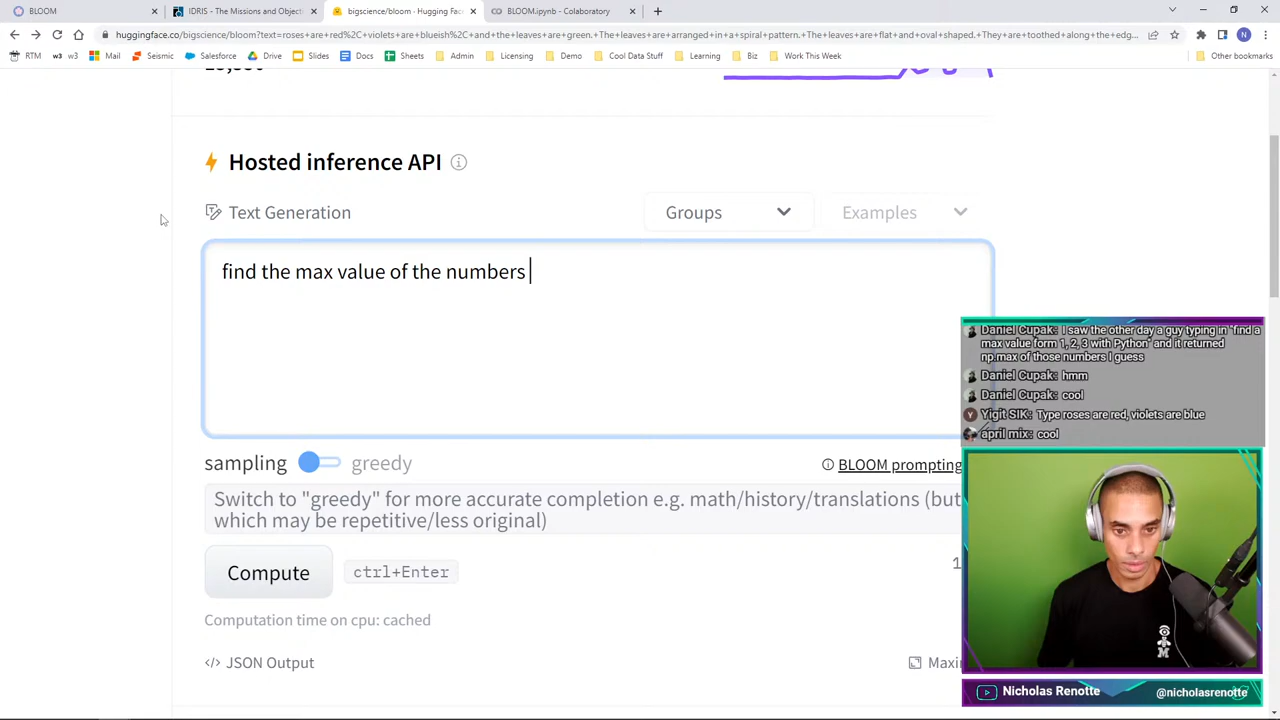 BLOOM
IDRIS - The Missions and Object
bigscience/bloom · Hugging Face
BLOOM.ipynb - Colaboratory
huggingface.co/bigscience/bloom?text=roses+are+red%2C+violets+are+blueish%2C+and+the+leaves+are+green.+The+leaves+are+arranged+in+a+spiral+pattern.+The+leaves+are+flat+and+oval+shaped.+They+are+toothed+along+the+edg...
N
RTM
w3
Mail
Seismic
Salesforce
Drive
Slides
Docs
Sheets
Admin
Licensing
Demo
Cool Data Stuff
Learning
Biz
Work This Week
Other bookmarks
Hosted inference API
Text Generation
Groups
Examples
find the max value of the numbers
Daniel Cupak: I saw the other day a guy typing in "find a
max value form 1, 2, 3 with Python" and it returned
np.max of those numbers I guess
Daniel Cupak: hmm
Daniel Cupak: cool
Y Yigit SIK: Type roses are red, violets are blue
april mix: cool
sampling
greedy
BLOOM prompting
Switch to "greedy" for more accurate completion e.g. math/history/translations (but
which may be repetitive/less original)
Compute
ctrl+Enter
1
Computation time on cpu: cached
</> JSON Output
Maxi
Nicholas Renotte
@nicholasrenotte